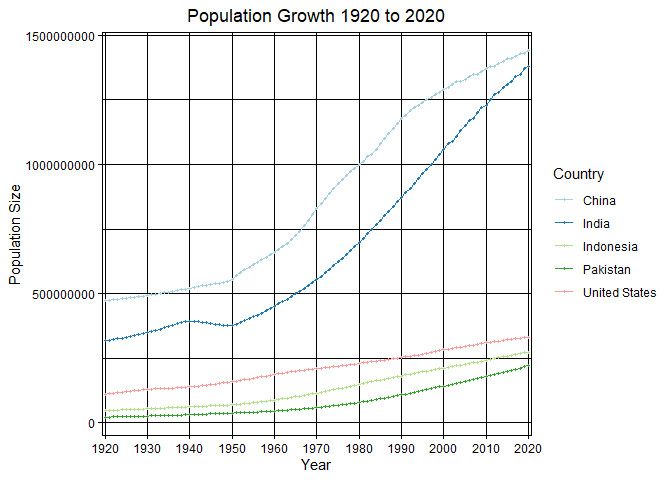 Population Growth 1920 to 2020
Population Size
1500000000
1000000000
500000000
0
1920 1930 1940 1950 1960 1970 1980 1990 2000 2010 2020
Year
Country
China
India
Indonesia
Pakistan
United States